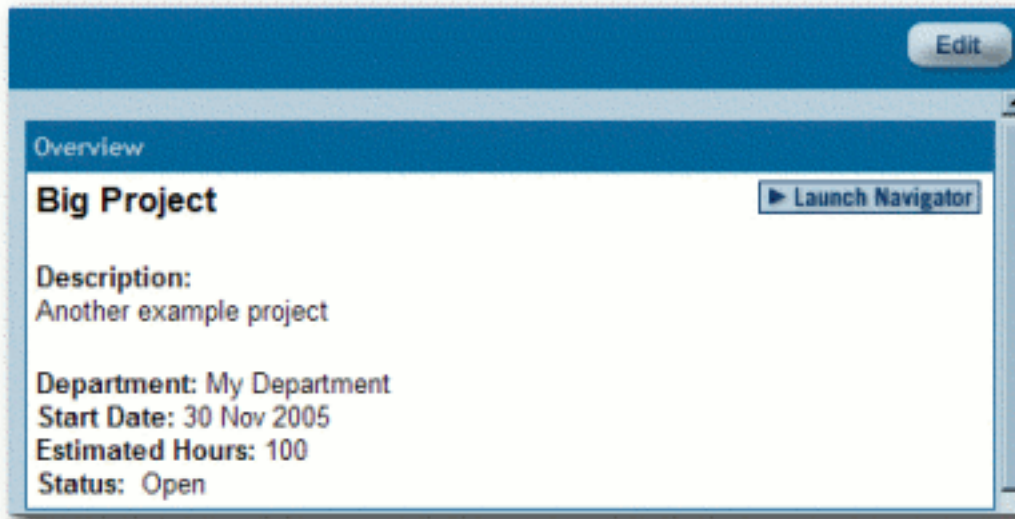 Edit
Overview
Big Project
Launch Navigator
Description:
Another example project
Department: My Department
Start Date: 30 Nov 2005
Estimated Hours: 100
Status: Open